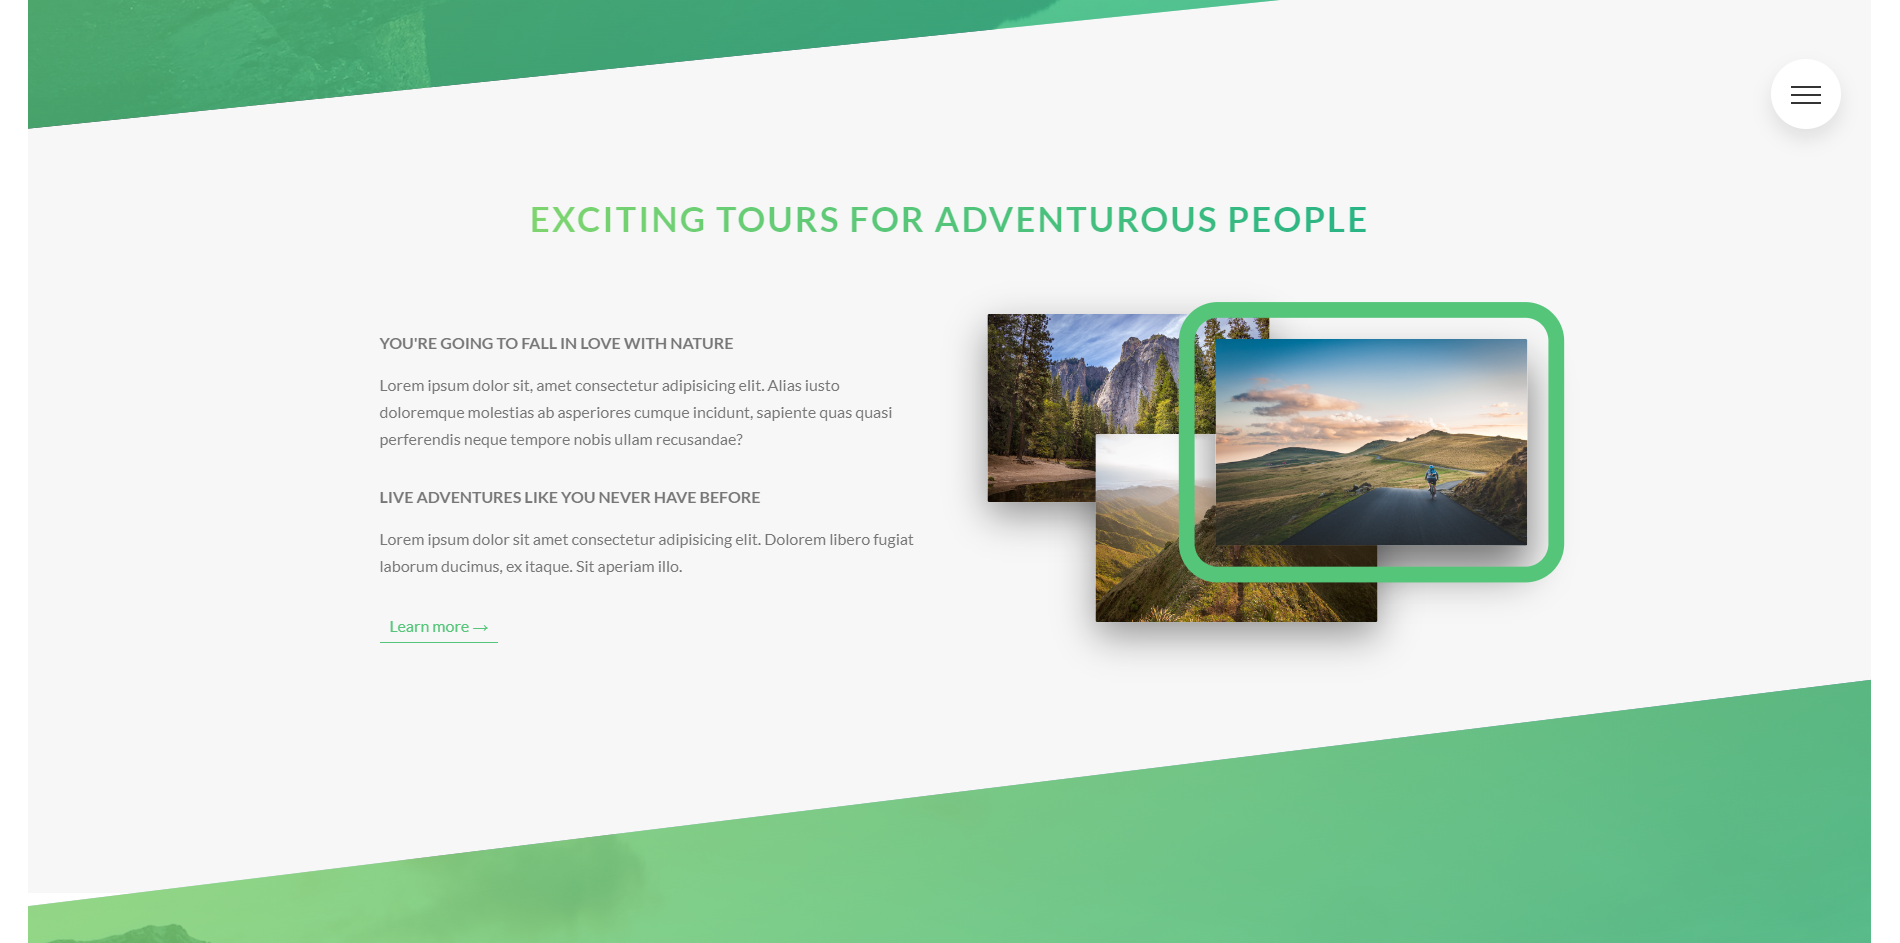 EXCITING TOURS FOR ADVENTUROUS PEOPLE
YOU'RE GOING TO FALL IN LOVE WITH NATURE
Lorem ipsum dolor sit, amet consectetur adipisicing elit. Alias iusto
doloremque molestias ab asperiores cumque incidunt, sapiente quas quasi
perferendis neque tempore nobis ullam recusandae?
LIVE ADVENTURES LIKE YOU NEVER HAVE BEFORE
Lorem ipsum dolor sit amet consectetur adipisicing elit. Dolorem libero fugiat
laborum ducimus, ex itaque. Sit aperiam illo.
Learn more →